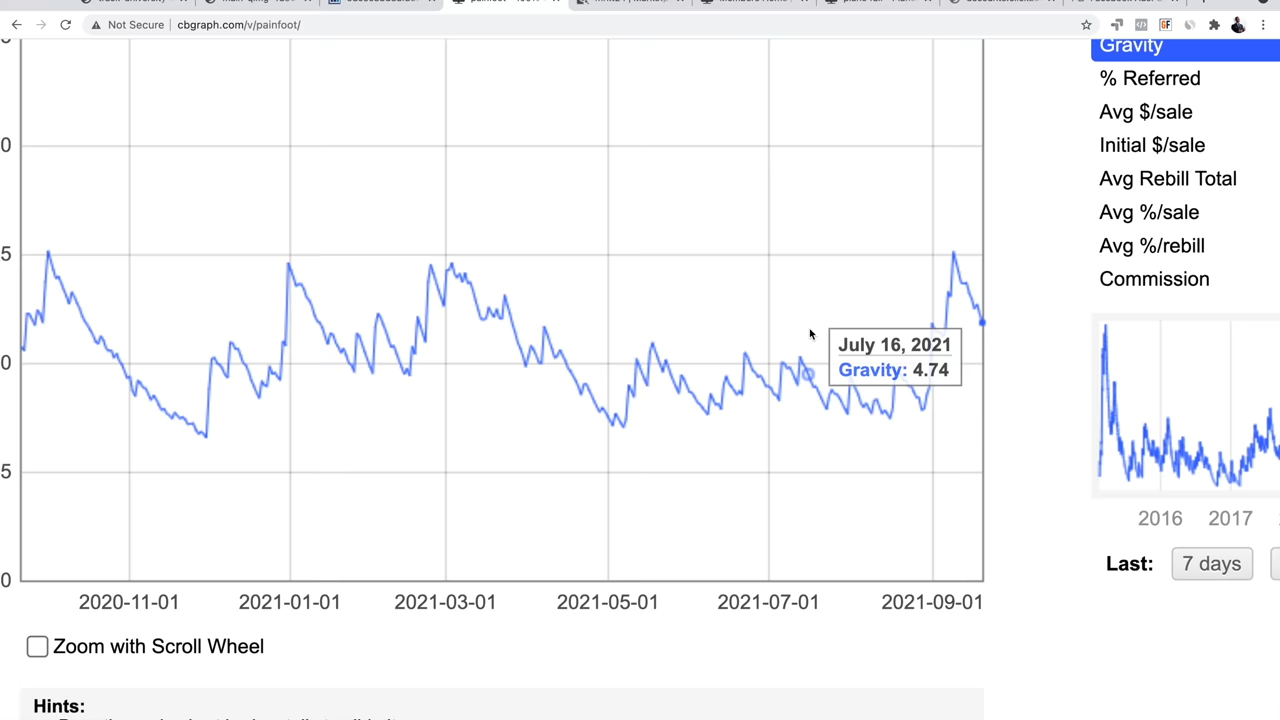 Not Secure | cbgraph.com/v/painfoot/
Gravity
% Referred
Avg $/sale
Initial $/sale
Avg Rebill Total
Avg %/sale
Avg %/rebill
Commission
0
5
0
5
0
July 16, 2021
Gravity: 4.74
2020-11-01
2021-01-01
2021-03-01
2021-05-01
2021-07-01
2021-09-01
2016
2017
Last:
7 days
Zoom with Scroll Wheel
Hints: